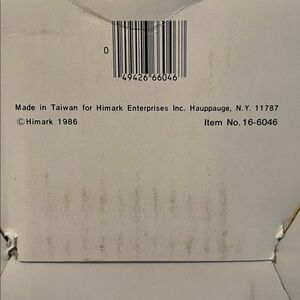 0
49426 66046
Made in Taiwan for Himark Enterprises Inc. Hauppauge, N.Y. 11787
© Himark 1986 Item No. 16-6046